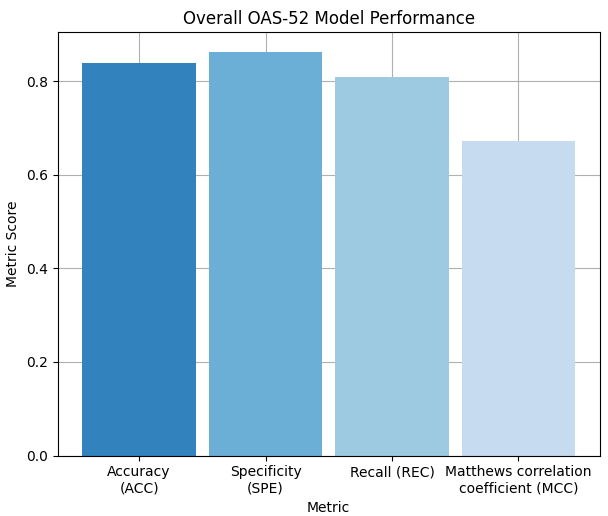 Overall OAS-52 Model Performance
Metric Score
0.8
0.6
0.4
0.2
0.0
Accuracy
(ACC)
Specificity
(SPE)
Recall (REC)
Matthews correlation
coefficient (MCC)
Metric